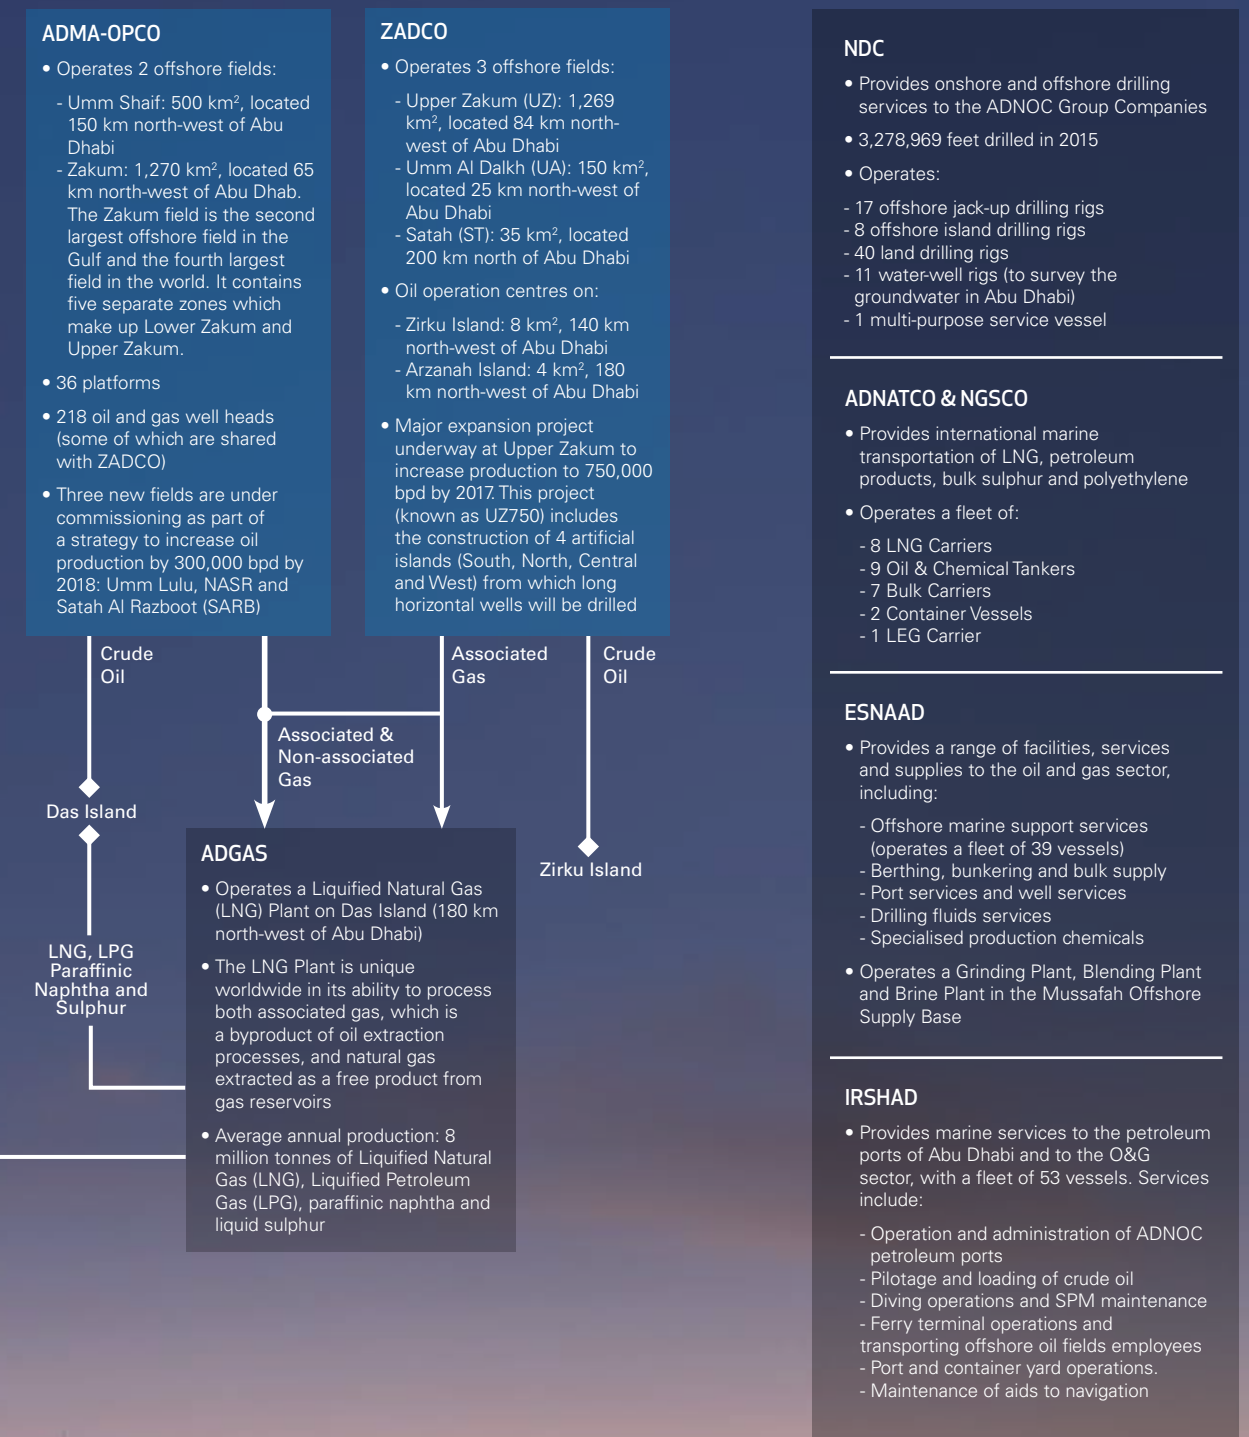 ADMA-OPCO
• Operates 2 offshore fields:
- Umm Shaif: 500 km², located
150 km north-west of Abu
Dhabi
- Zakum: 1,270 km², located 65
km north-west of Abu Dhab.
The Zakum field is the second
largest offshore field in the
Gulf and the fourth largest
field in the world. It contains
five separate zones which
make up Lower Zakum and
Upper Zakum.
• 36 platforms
• 218 oil and gas well heads
(some of which are shared
with ZADCO)
• Three new fields are under
commissioning as part of
a strategy to increase oil
production by 300,000 bpd by
2018: Umm Lulu, NASR and
Satah Al Razboot (SARB)
ZADCO
• Operates 3 offshore fields:
- Upper Zakum (UZ): 1,269
km², located 84 km north-
west of Abu Dhabi
- Umm Al Dalkh (UA): 150 km²,
located 25 km north-west of
Abu Dhabi
- Satah (ST): 35 km², located
200 km north of Abu Dhabi
• Oil operation centres on:
- Zirku Island: 8 km², 140 km
north-west of Abu Dhabi
- Arzanah Island: 4 km², 180
km north-west of Abu Dhabi
• Major expansion project
underway at Upper Zakum to
increase production to 750,000
bpd by 2017. This project
(known as UZ750) includes
the construction of 4 artificial
islands (South, North, Central
and West) from which long
horizontal wells will be drilled
Crude
Oil
Associated &
Non-associated
Gas
Associated
Gas
Crude
Oil
Das Island
Zirku Island
LNG, LPG
Paraffinic
Naphtha and
Sulphur
ADGAS
• Operates a Liquified Natural Gas
(LNG) Plant on Das Island (180 km
north-west of Abu Dhabi)
• The LNG Plant is unique
worldwide in its ability to process
both associated gas, which is
a byproduct of oil extraction
processes, and natural gas
extracted as a free product from
gas reservoirs
• Average annual production: 8
million tonnes of Liquified Natural
Gas (LNG), Liquified Petroleum
Gas (LPG), paraffinic naphtha and
liquid sulphur
NDC
• Provides onshore and offshore drilling
services to the ADNOC Group Companies
• 3,278,969 feet drilled in 2015
• Operates:
- 17 offshore jack-up drilling rigs
- 8 offshore island drilling rigs
- 40 land drilling rigs
- 11 water-well rigs (to survey the
groundwater in Abu Dhabi)
- 1 multi-purpose service vessel
ADNATCO & NGSCO
• Provides international marine
transportation of LNG, petroleum
products, bulk sulphur and polyethylene
• Operates a fleet of:
- 8 LNG Carriers
- 9 Oil & Chemical Tankers
- 7 Bulk Carriers
- 2 Container Vessels
- 1 LEG Carrier
ESNAAD
• Provides a range of facilities, services
and supplies to the oil and gas sector,
including:
- Offshore marine support services
(operates a fleet of 39 vessels)
- Berthing, bunkering and bulk supply
- Port services and well services
- Drilling fluids services
- Specialised production chemicals
• Operates a Grinding Plant, Blending Plant
and Brine Plant in the Mussafah Offshore
Supply Base
IRSHAD
• Provides marine services to the petroleum
ports of Abu Dhabi and to the O&G
sector, with a fleet of 53 vessels. Services
include:
- Operation and administration of ADNOC
petroleum ports
- Pilotage and loading of crude oil
- Diving operations and SPM maintenance
- Ferry terminal operations and
transporting offshore oil fields employees
- Port and container yard operations.
- Maintenance of aids to navigation